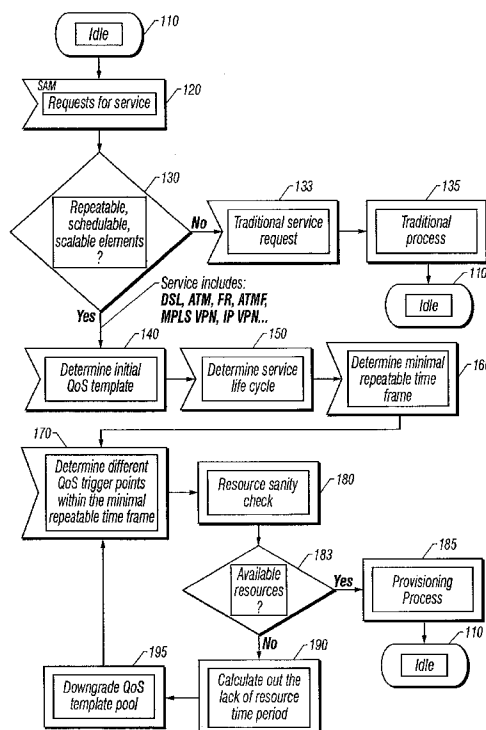 110
Idle
SAM
Requests for service
120
130
Repeatable,
schedulable,
scalable elements
?
No
133
Traditional service
request
135
Traditional
process
110
Idle
Yes
Service includes:
DSL, ATM, FR, ATMF,
MPLS VPN, IP VPN...
140
Determine initial
QoS template
150
Determine service
life cycle
160
Determine minimal
repeatable time
frame
170
Determine different
QoS trigger points
within the minimal
repeatable time frame
180
Resource sanity
check
183
Available
resources
?
Yes
185
Provisioning
Process
110
Idle
No
190
Calculate out the
lack of resource
time period
195
Downgrade QoS
template pool